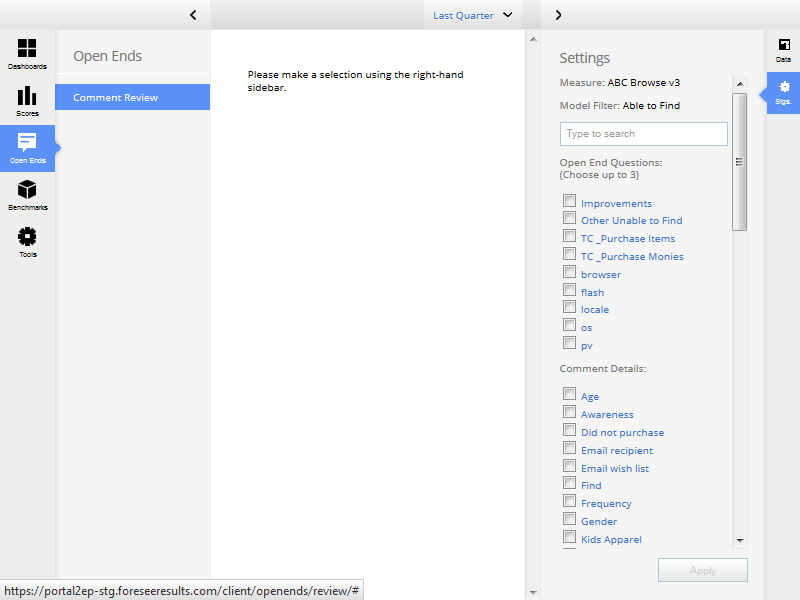 Last Quarter
Dashboards
Scores
Open Ends
Benchmarks
Tools
Open Ends
Comment Review
Please make a selection using the right-hand
sidebar.
Settings
Measure: ABC Browse v3
Model Filter: Able to Find
Type to search
Open End Questions:
(Choose up to 3)
Improvements
Other Unable to Find
TC _Purchase Items
TC _Purchase Monies
browser
flash
locale
os
pv
Comment Details:
Age
Awareness
Did not purchase
Email recipient
Email wish list
Find
Frequency
Gender
Kids Apparel
Apply
Data
Stgs.
https://portal2ep-stg.foreseeresults.com/client/openends/review/#